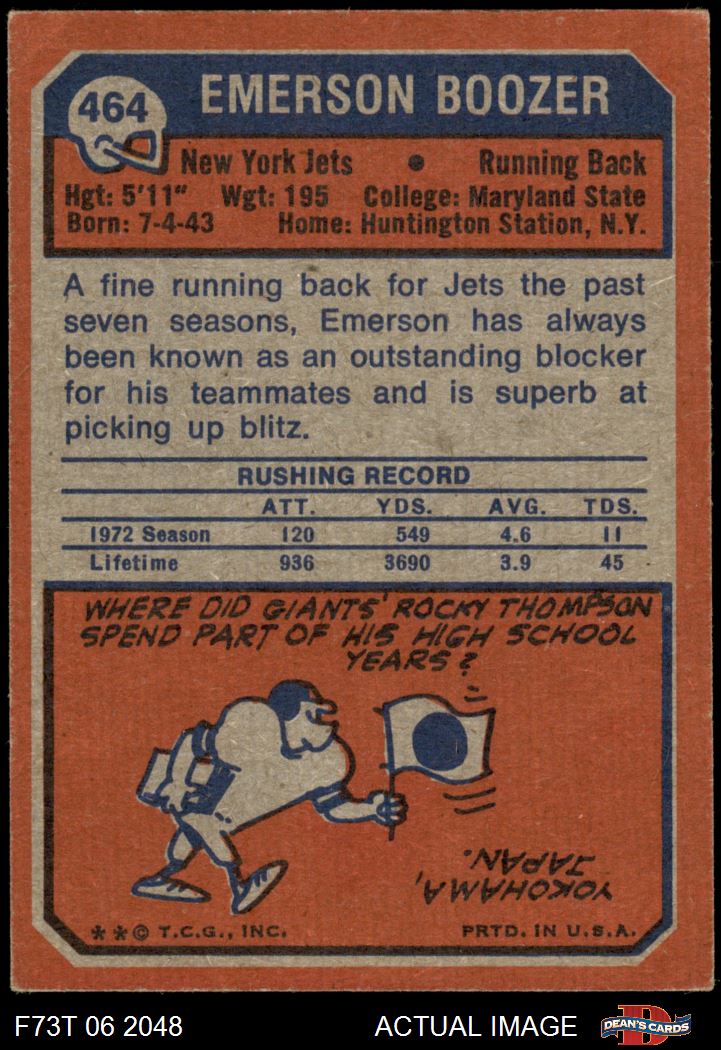 464
EMERSON BOOZER
New York Jets • Running Back
Hgt: 5'11" Wgt: 195 College: Maryland State
Born: 7-4-43 Home: Huntington Station, N.Y.
A fine running back for Jets the past
seven seasons, Emerson has always
been known as an outstanding blocker
for his teammates and is superb at
picking up blitz.
RUSHING RECORD
ATT. YDS. AVG. TDS.
1972 Season 120 549 4.6 11
Lifetime 936 3690 3.9 45
WHERE DID GIANTS' ROCKY THOMPSON
SPEND PART OF HIS HIGH SCHOOL
YEARS?
YOKOHAMA,
JAPAN.
**© T.C.G., INC. PRTD. IN U.S.A.
F73T 06 2048 ACTUAL IMAGE DEAN'S CARDS